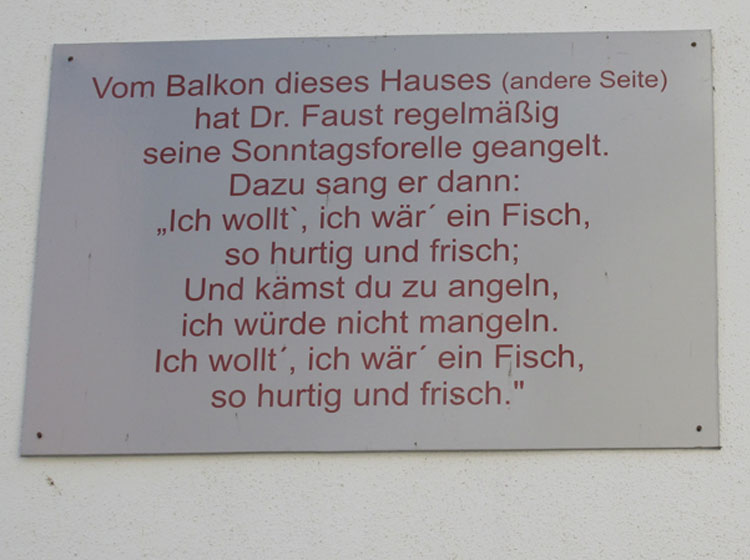 Vom Balkon dieses Hauses (andere Seite)
hat Dr. Faust regelmäßig
seine Sonntagsforelle geangelt.
Dazu sang er dann:
„Ich wollt`, ich wär´ ein Fisch,
so hurtig und frisch;
Und kämst du zu angeln,
ich würde nicht mangeln.
Ich wollt´, ich wär´ ein Fisch,
so hurtig und frisch."